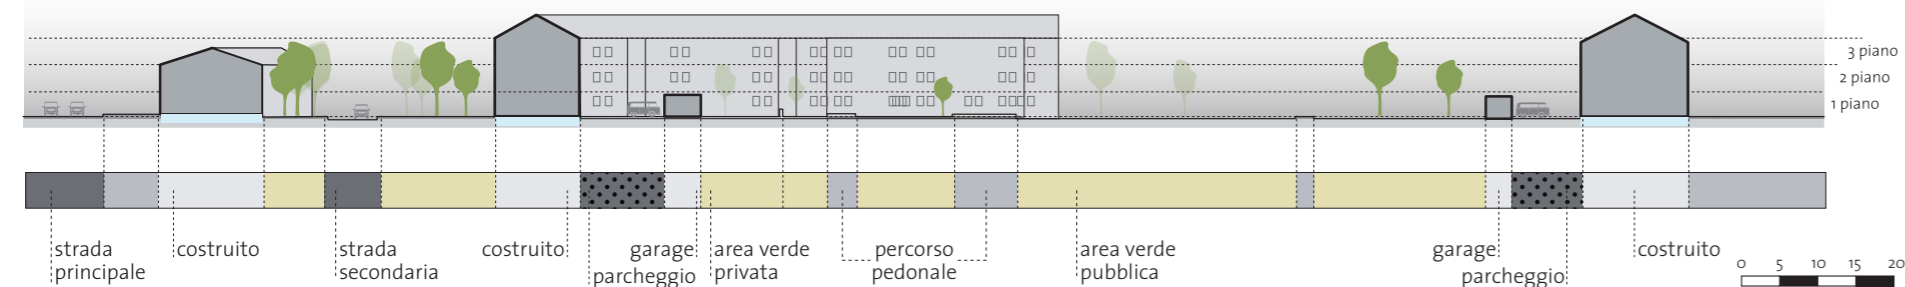 3 piano
2 piano
1 piano
strada
principale
costruito
strada
secondaria
costruito
parcheggio
garage
area verde
privata
percorso
pedonale
area verde
pubblica
garage
parcheggio
costruito
0 5 10 15 20